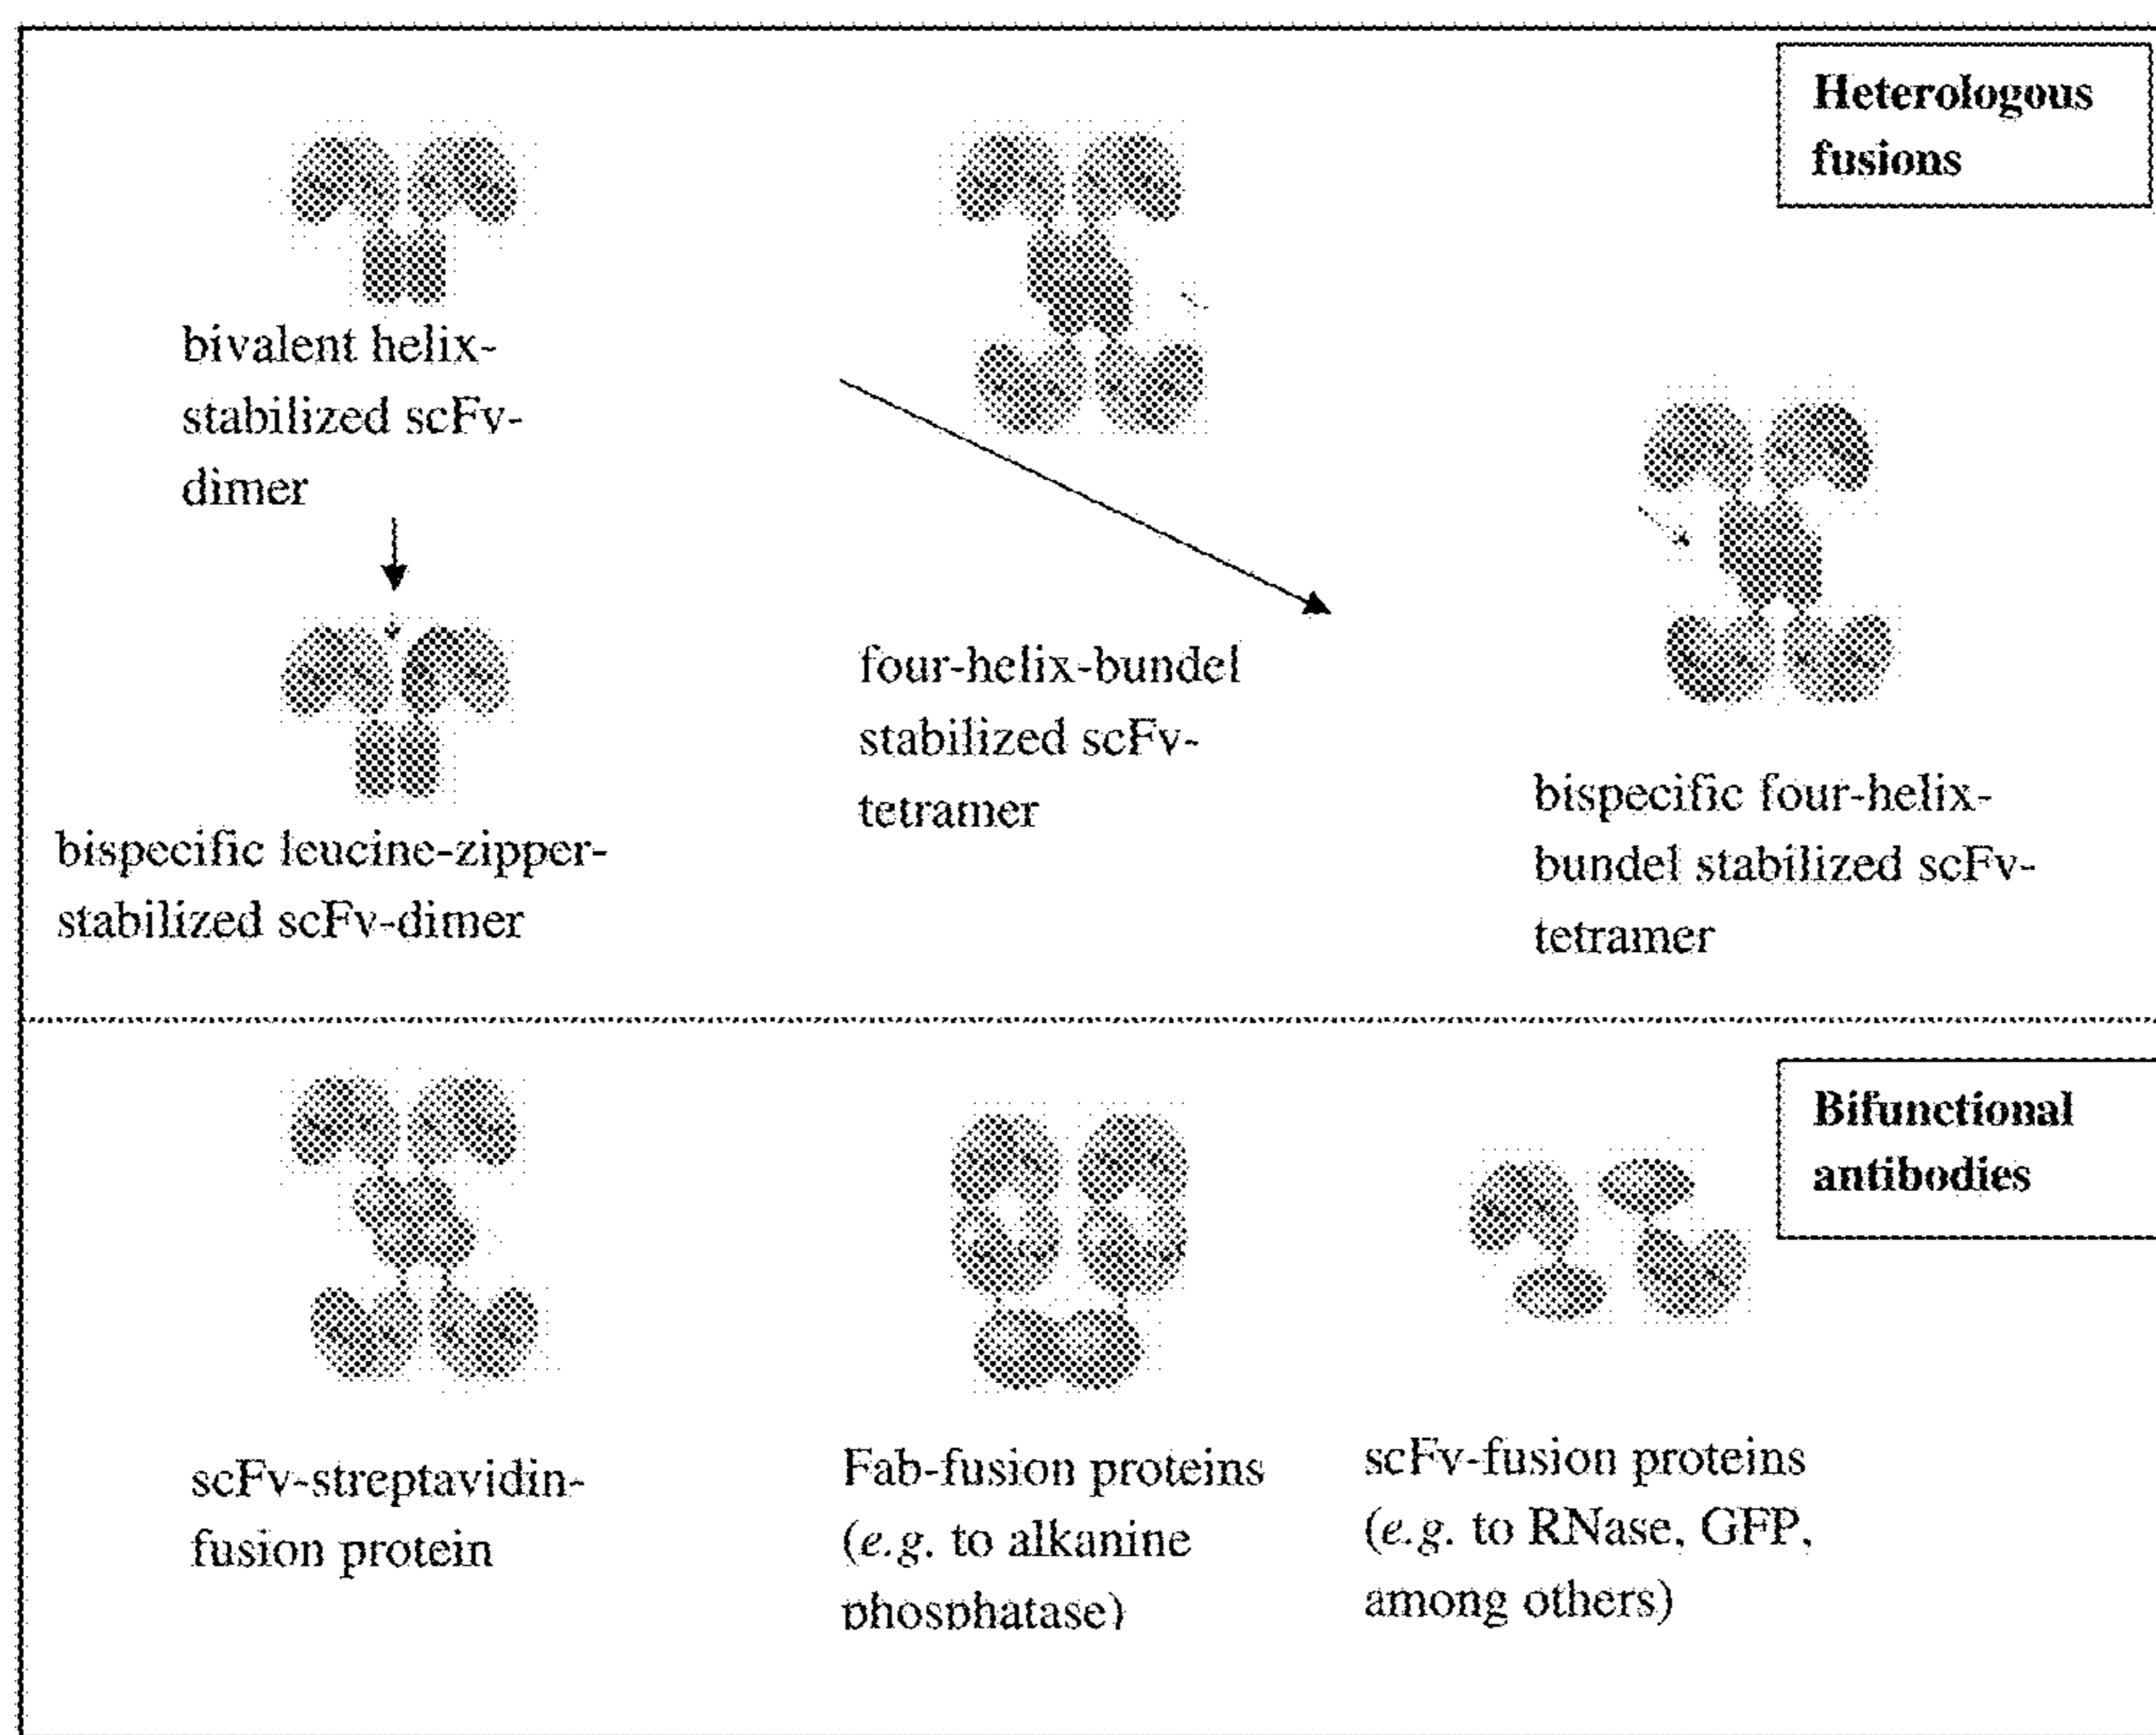 Heterologous
fusions
bivalent helix-
stabilized scFv-
dimer
bispecific leucine-zipper-
stabilized scFv-dimer
four-helix-bundel
stabilized scFv-
tetramer
bispecific four-helix-
bundel stabilized scFv-
tetramer
Bifunctional
antibodies
scFv-streptavidin-
fusion protein
Fab-fusion proteins
(e.g. to alkanine
phosphatase)
scFv-fusion proteins
(e.g. to RNase, GFP,
among others)